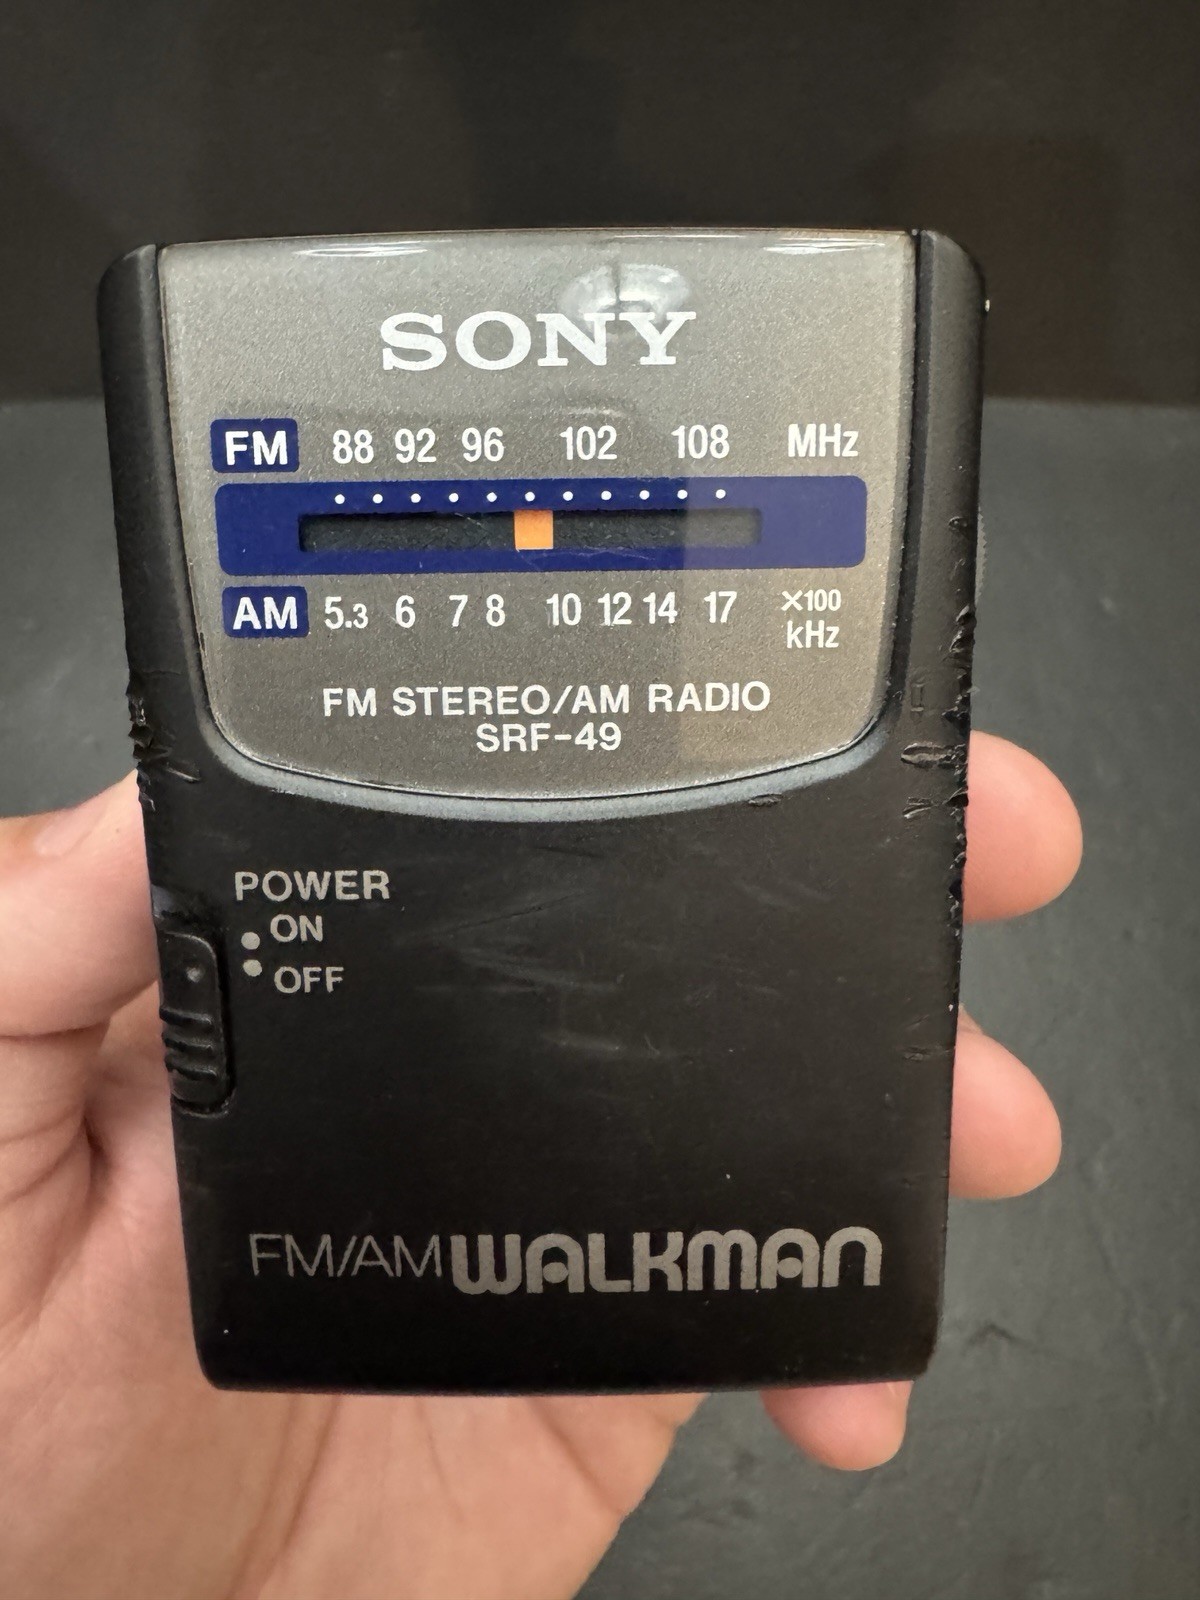 SONY
FM 88 92 96 102 108 MHz
AM 5.3 6 7 8 10 12 14 17 ×100 kHz
FM STEREO/AM RADIO
SRF-49
POWER
ON
OFF
FM/AM WALKMAN